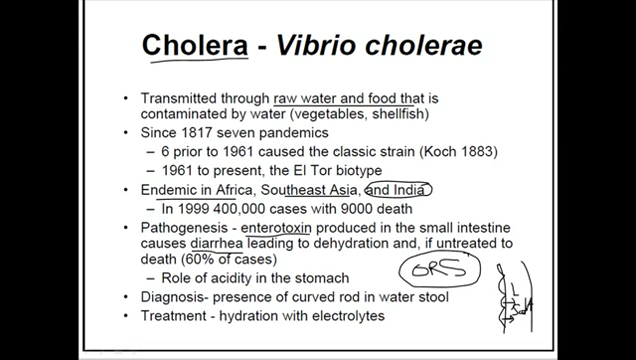 Cholera - Vibrio cholerae
• Transmitted through raw water and food that is
contaminated by water (vegetables, shellfish)
• Since 1817 seven pandemics
– 6 prior to 1961 caused the classic strain (Koch 1883)
– 1961 to present, the El Tor biotype
• Endemic in Africa, Southeast Asia, and India
– In 1999 400,000 cases with 9000 death
• Pathogenesis - enterotoxin produced in the small intestine
causes diarrhea leading to dehydration and, if untreated to
death (60% of cases)
ORS
– Role of acidity in the stomach
• Diagnosis- presence of curved rod in water stool
• Treatment - hydration with electrolytes